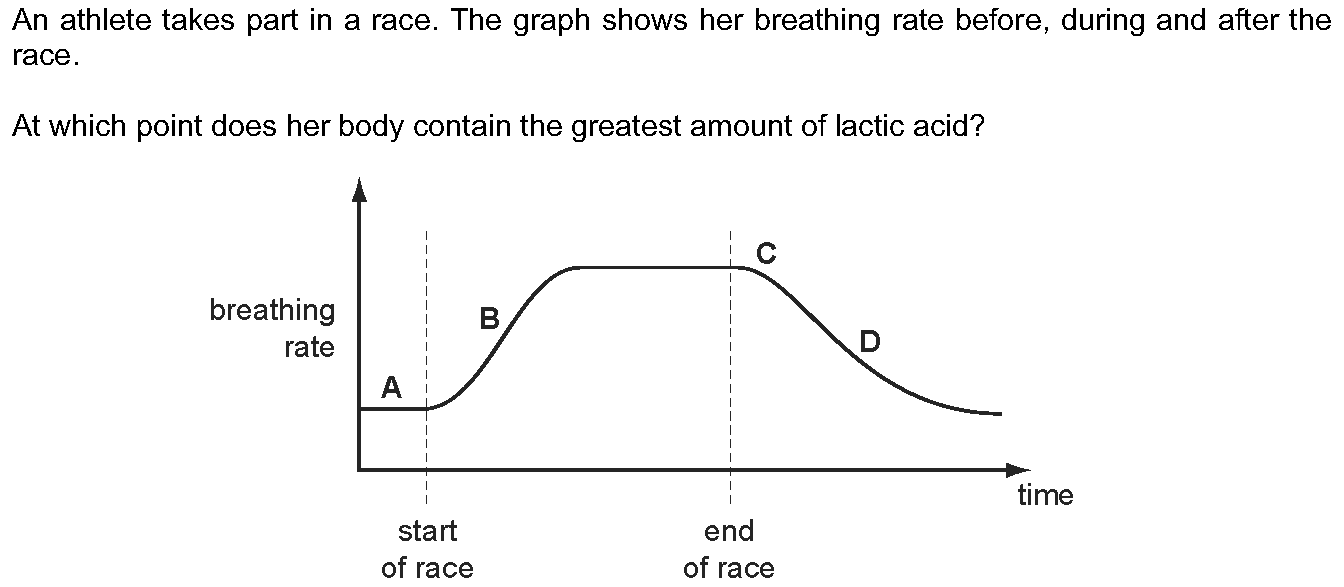 An athlete takes part in a race. The graph shows her breathing rate before, during and after the
race.
At which point does her body contain the greatest amount of lactic acid?
C
B
breathing
rate
D
A
time
start
of race
end
of race